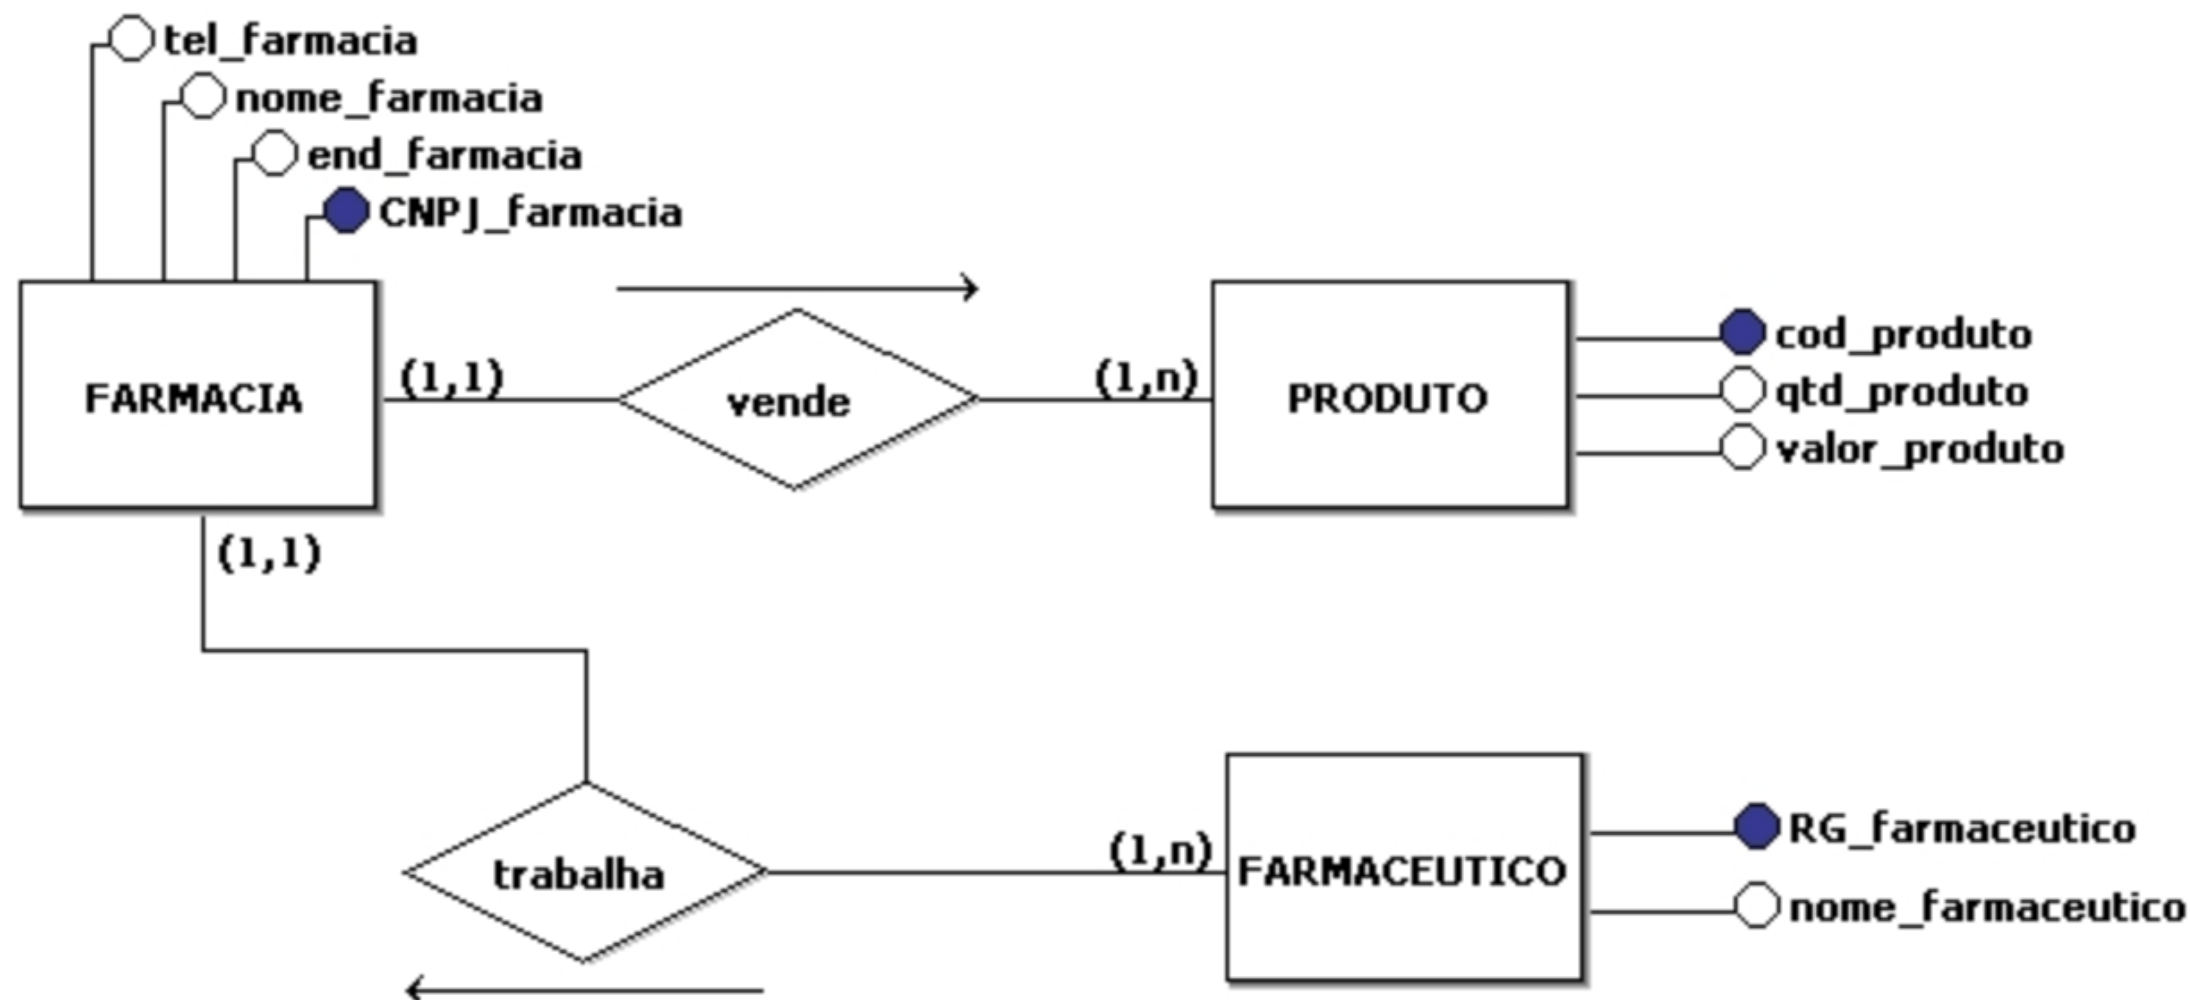 tel_farmacia
nome_farmacia
end_farmacia
CNPJ_farmacia
FARMACIA
(1,1)
vende
(1,n)
PRODUTO
cod_produto
qtd_produto
valor_produto
(1,1)
trabalha
(1,n)
FARMACEUTICO
RG_farmaceutico
nome_farmaceutico